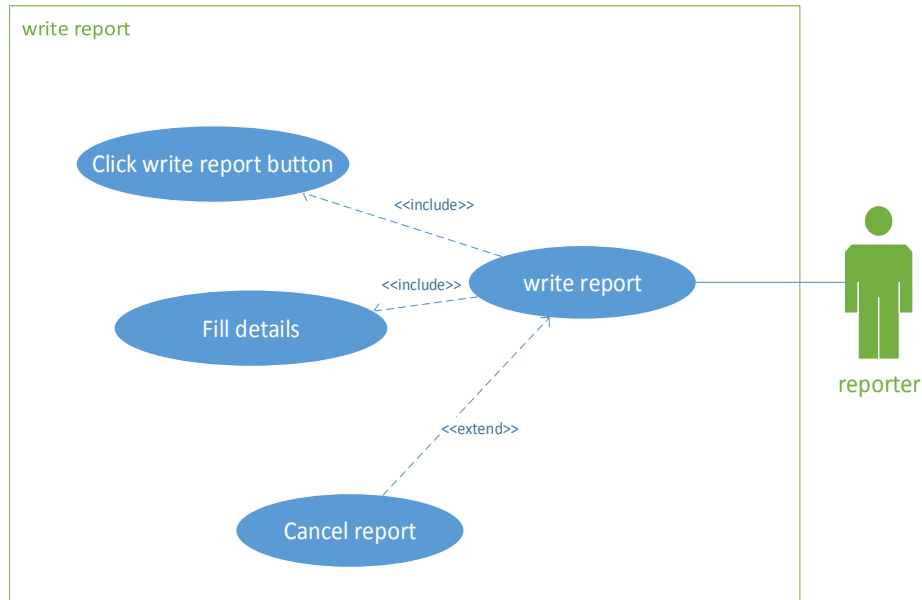 write report
Click write report button
<<include>>
<<include>>
write report
Fill details
reporter
<<extend>>
Cancel report